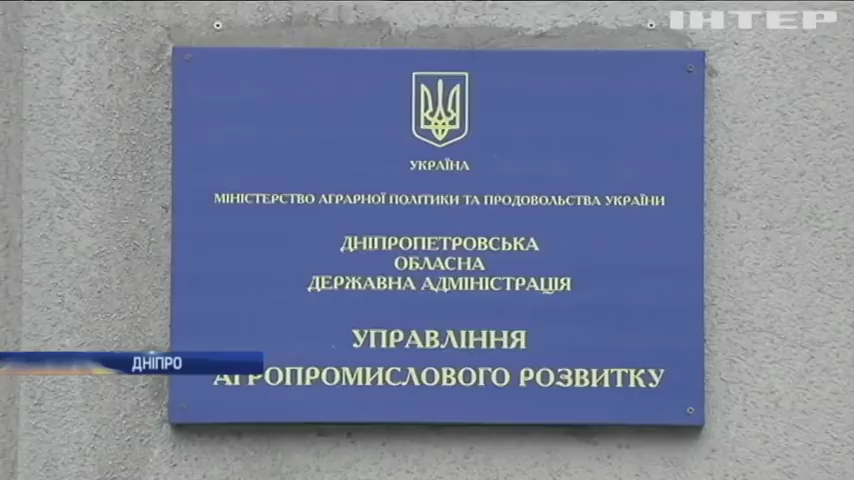 ІНТЕР
УКРАЇНА
МІНІСТЕРСТВО АГРАРНОЇ ПОЛІТИКИ ТА ПРОДОВОЛЬСТВА УКРАЇНИ
ДНІПРОПЕТРОВСЬКА
ОБЛАСНА
ДЕРЖАВНА АДМІНІСТРАЦІЯ
УПРАВЛІННЯ
АГРОПРОМИСЛОВОГО РОЗВИТКУ
ДНІПРО